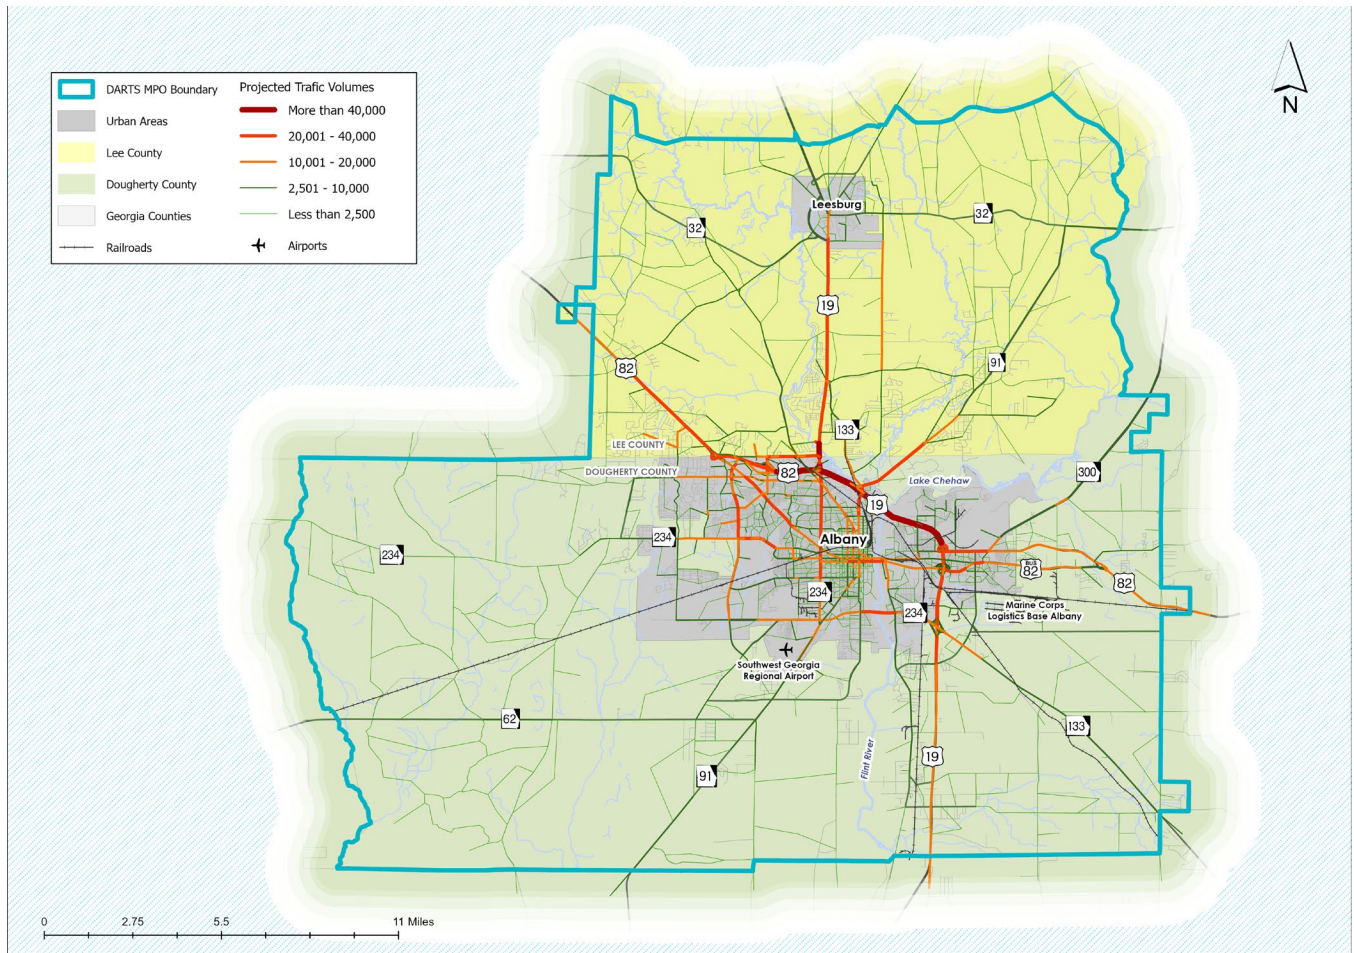 DARTS MPO Boundary
Urban Areas
Lee County
Dougherty County
Georgia Counties
Railroads
Projected Trafic Volumes
More than 40,000
20,001 - 40,000
10,001 - 20,000
2,501 - 10,000
Less than 2,500
Airports
N
Leesburg
32
32
19
82
91
133
LEE COUNTY
DOUGHERTY COUNTY
82
300
Lake Chehaw
19
234
234
Albany
BUS
82
82
234
234
Marine Corps
Logistics Base Albany
Southwest Georgia
Regional Airport
62
133
91
19
Flint River
0
2.75
5.5
11 Miles